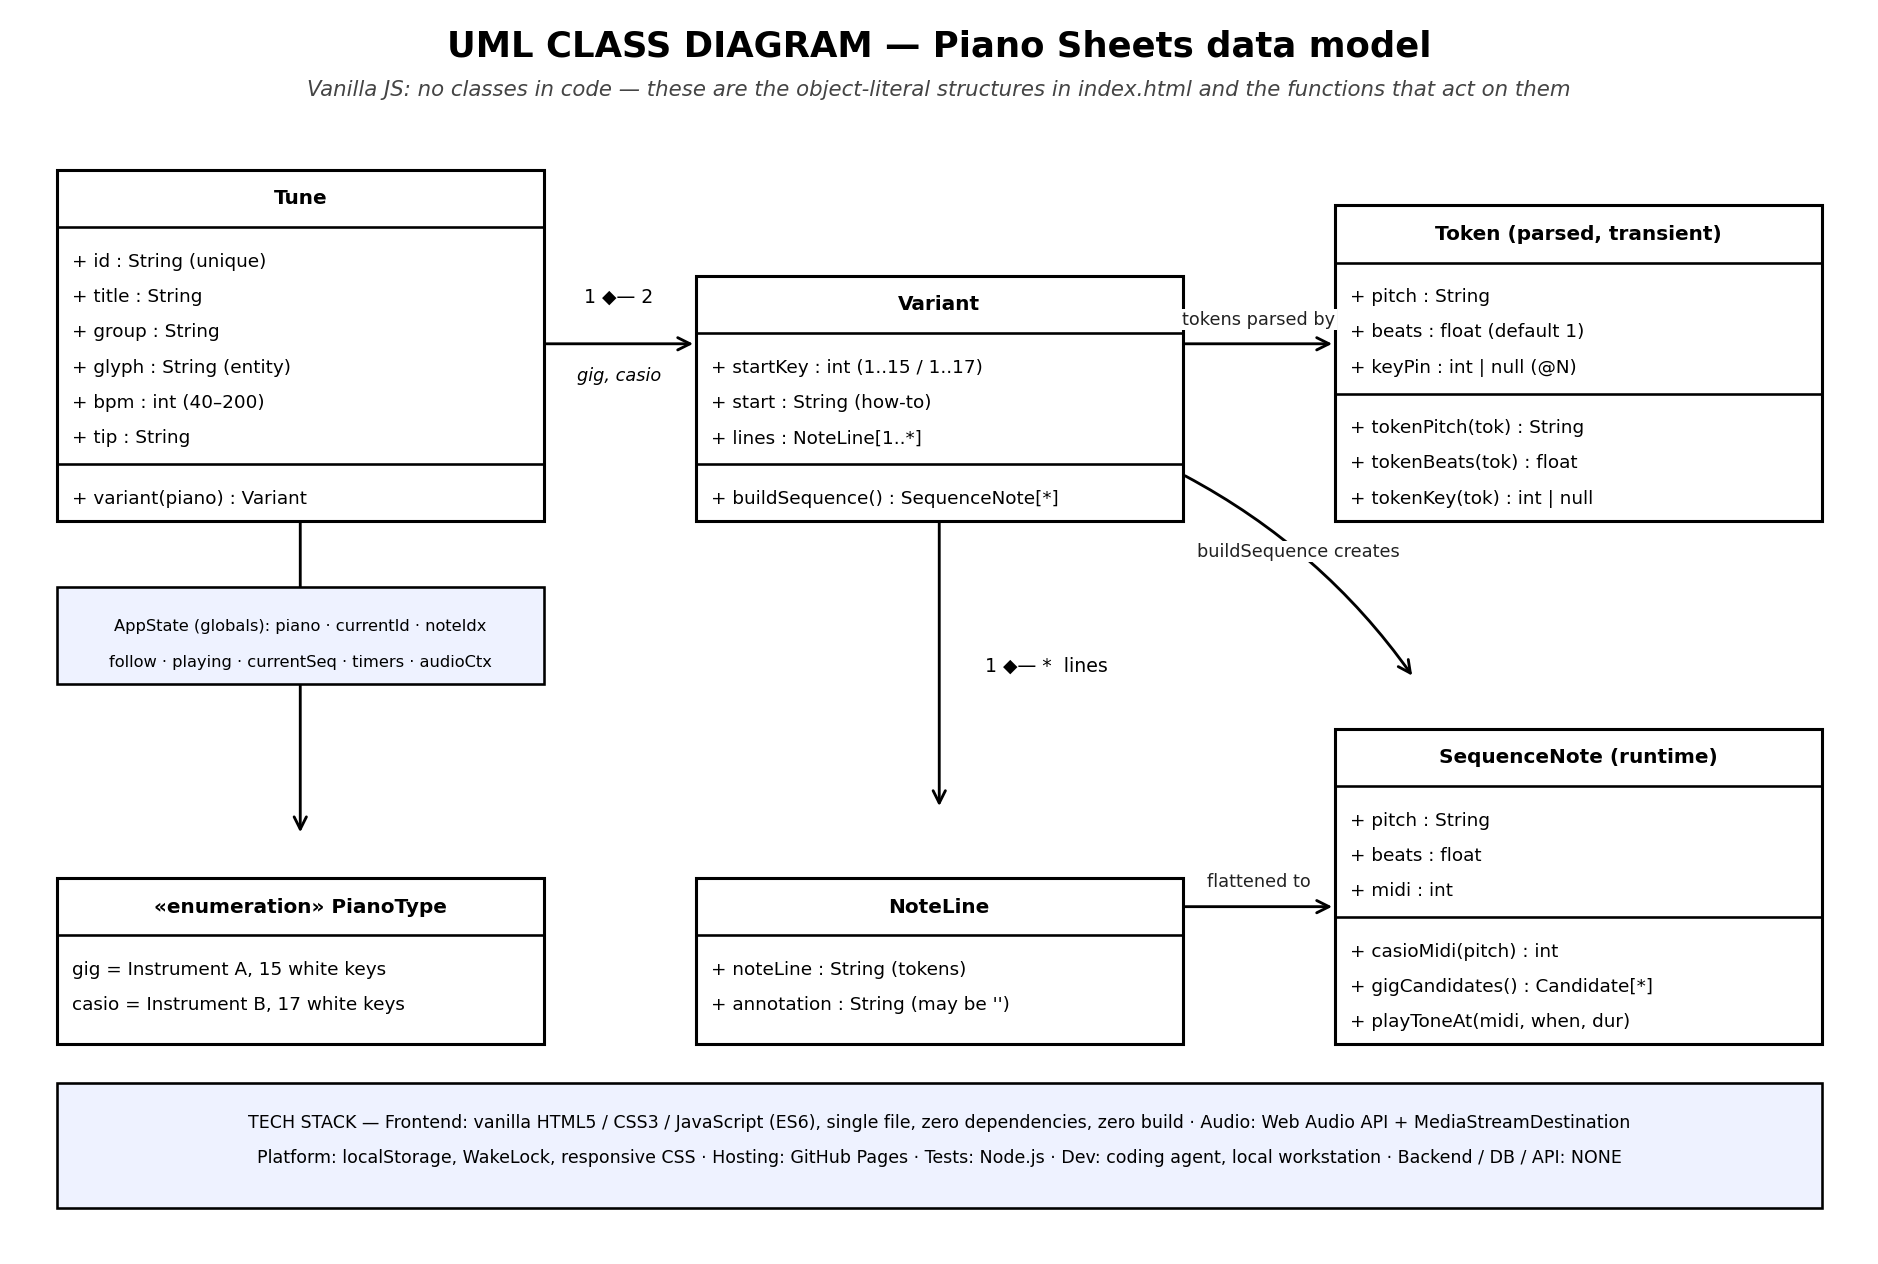 UML CLASS DIAGRAM — Piano Sheets data model
Vanilla JS: no classes in code — these are the object-literal structures in index.html and the functions that act on them
Tune
+ id : String (unique)
+ title : String
+ group : String
+ glyph : String (entity)
+ bpm : int (40–200)
+ tip : String
+ variant(piano) : Variant
1 ◆— 2
gig, casio
Variant
+ startKey : int (1..15 / 1..17)
+ start : String (how-to)
+ lines : NoteLine[1..*]
+ buildSequence() : SequenceNote[*]
tokens parsed by
Token (parsed, transient)
+ pitch : String
+ beats : float (default 1)
+ keyPin : int | null (@N)
+ tokenPitch(tok) : String
+ tokenBeats(tok) : float
+ tokenKey(tok) : int | null
buildSequence creates
AppState (globals): piano · currentId · noteIdx
follow · playing · currentSeq · timers · audioCtx
1 ◆— *  lines
«enumeration» PianoType
gig = Instrument A, 15 white keys
casio = Instrument B, 17 white keys
NoteLine
+ noteLine : String (tokens)
+ annotation : String (may be '')
flattened to
SequenceNote (runtime)
+ pitch : String
+ beats : float
+ midi : int
+ casioMidi(pitch) : int
+ gigCandidates() : Candidate[*]
+ playToneAt(midi, when, dur)
TECH STACK — Frontend: vanilla HTML5 / CSS3 / JavaScript (ES6), single file, zero dependencies, zero build · Audio: Web Audio API + MediaStreamDestination
Platform: localStorage, WakeLock, responsive CSS · Hosting: GitHub Pages · Tests: Node.js · Dev: coding agent, local workstation · Backend / DB / API: NONE